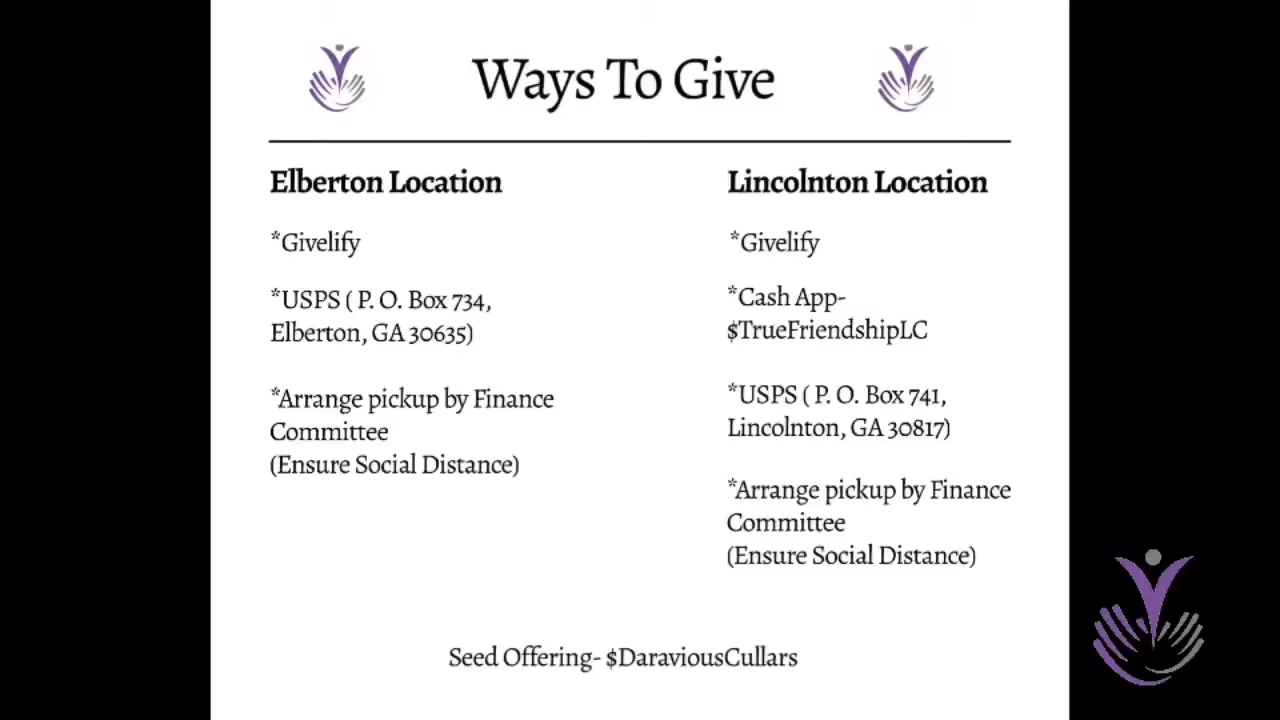 Ways To Give
Elberton Location
*Givelify
*USPS ( P. O. Box 734,
Elberton, GA 30635)
*Arrange pickup by Finance
Committee
(Ensure Social Distance)
Lincolnton Location
*Givelify
*Cash App-
$TrueFriendshipLC
*USPS ( P. O. Box 741,
Lincolnton, GA 30817)
*Arrange pickup by Finance
Committee
(Ensure Social Distance)
Seed Offering- $DaraviousCullars